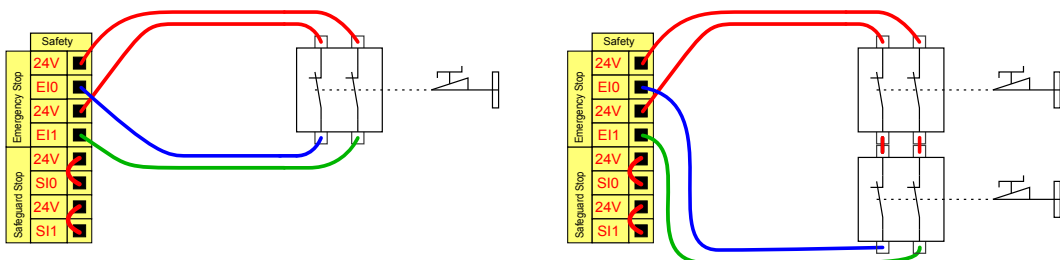 Safety
Emergency Stop
24V
EI0
24V
EI1
Safeguard Stop
24V
SI0
24V
SI1
Safety
Emergency Stop
24V
EI0
24V
EI1
Safeguard Stop
24V
SI0
24V
SI1